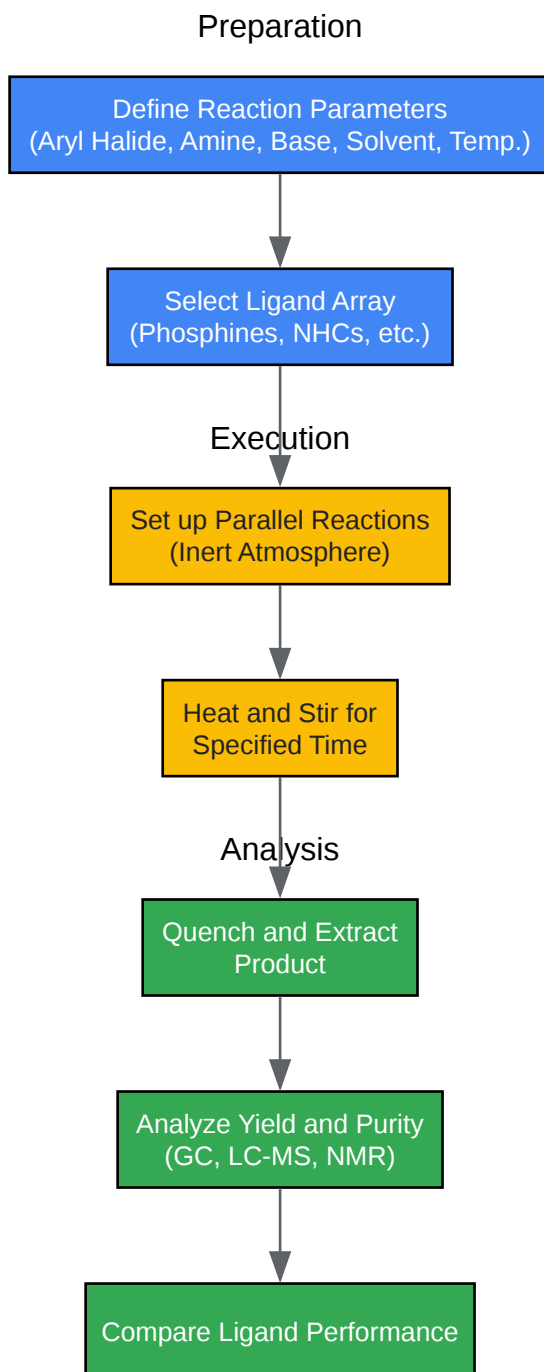 Preparation
Define Reaction Parameters
(Aryl Halide, Amine, Base, Solvent, Temp.)
Select Ligand Array
(Phosphines, NHCs, etc.)
Execution
Set up Parallel Reactions
(Inert Atmosphere)
Heat and Stir for
Specified Time
Analysis
Quench and Extract
Product
Analyze Yield and Purity
(GC, LC-MS, NMR)
Compare Ligand Performance